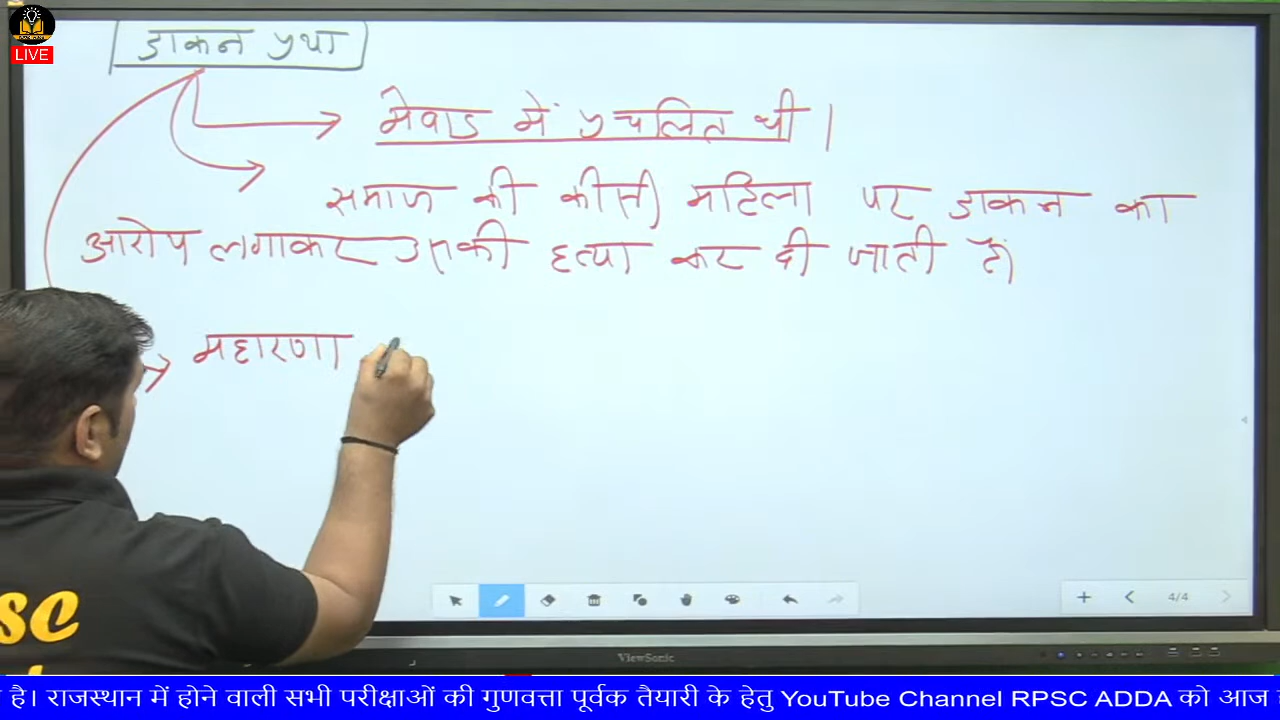 LIVE
डाकन प्रथा
मेवाड में प्रचलित थी।
समाज की कीसी महिला पर डाकन का
आरोप लगाकर उसकी हत्या कर दी जाती है।
महारणा
SC
4/4
ViewSonic
है। राजस्थान में होने वाली सभी परीक्षाओं की गुणवत्ता पूर्वक तैयारी के हेतु YouTube Channel RPSC ADDA को आज